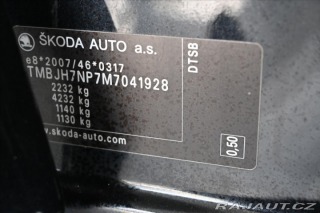 ŠKODA AUTO a.s.
e8*2007/46*0317
TMBJH7NP7M7041928
2232 kg
4232 kg
1140 kg
1130 kg
www.skoda-auto.com
DTSB
0,50
RAJAUT.CZ